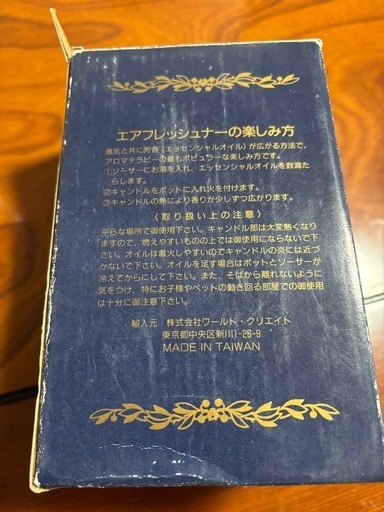 エアフレッシュナーの楽しみ方
蒸気と共に芳香(エッセンシャルオイル)が広がる方法で、
アロマテラピーの最もポピュラーな楽しみ方です。
①ソーサーにお湯を入れ、エッセンシャルオイルを数滴た
らします。
②キャンドルをポットに入れ火を付けます。
③キャンドルの熱により香りが少しずつ広がります。
〈取り扱い上の注意〉
平らな場所で御使用下さい。キャンドル部は大変熱くなり
ますので、燃えやすいものの上では御使用にならないで下
さい。オイルは着火しやすいのでキャンドルの炎には近づ
かないで下さい。オイルを足す場合はポットとソーサーが
冷えてからにして下さい。また、そばから離れないように
気をつけ、特にお子様やペットの動き回る部屋での御使用
は十分に御注意下さい。
輸入元 株式会社ワールド・クリエイト
東京都中央区新川1-26-9
MADE IN TAIWAN